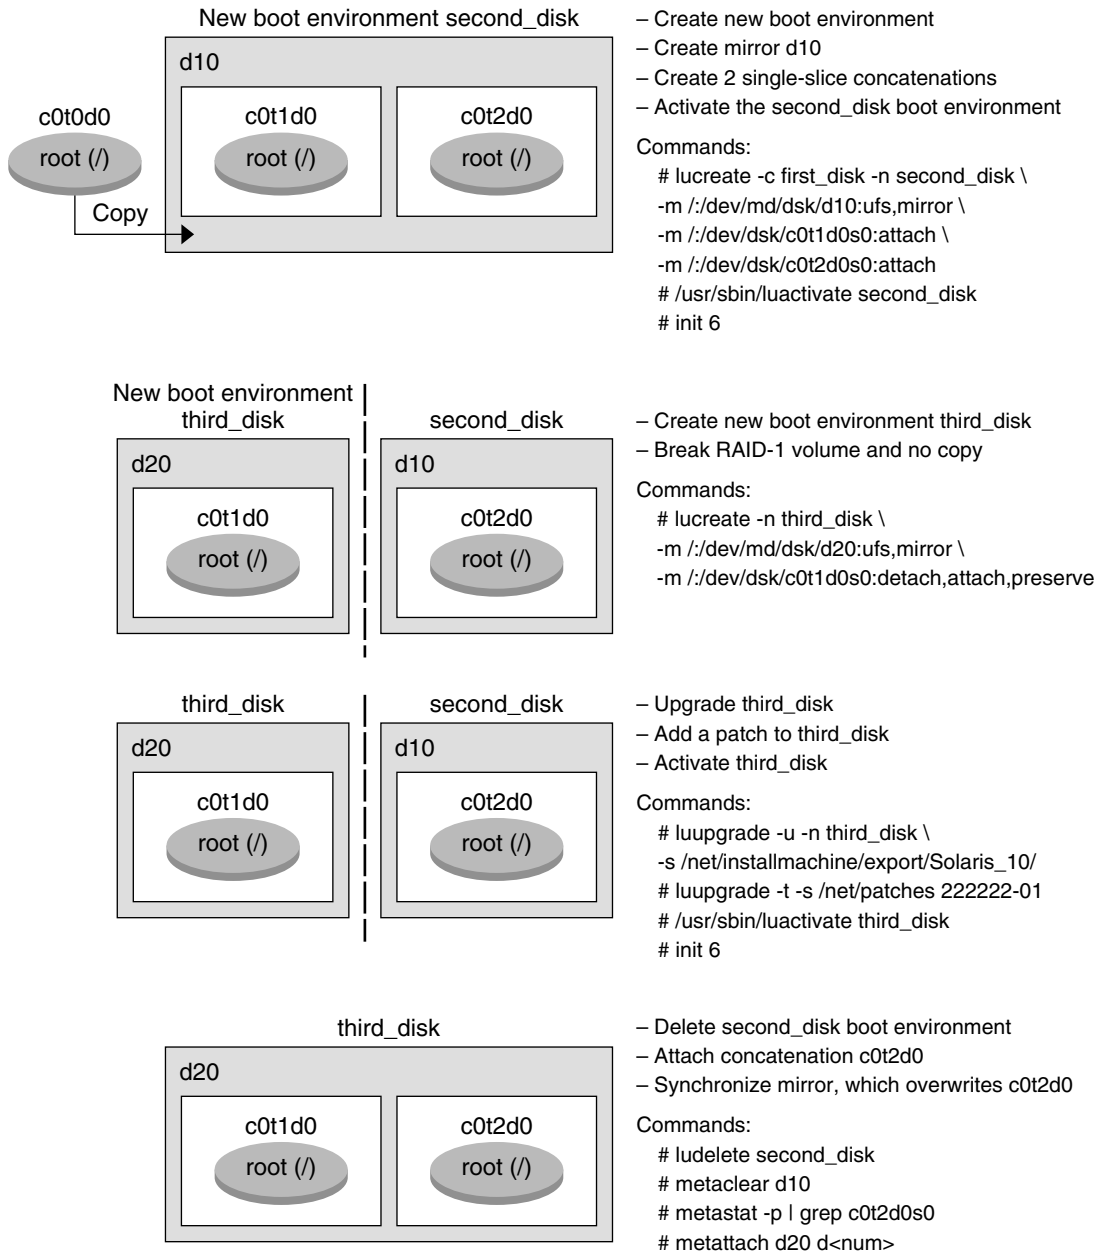 New boot environment second_disk
d10
c0t0d0
root (/)
Copy
c0t1d0
root (/)
c0t2d0
root (/)
– Create new boot environment
– Create mirror d10
– Create 2 single-slice concatenations
– Activate the second_disk boot environment
Commands:
# lucreate -c first_disk -n second_disk \
-m /:/dev/md/dsk/d10:ufs,mirror \
-m /:/dev/dsk/c0t1d0s0:attach \
-m /:/dev/dsk/c0t2d0s0:attach
# /usr/sbin/luactivate second_disk
# init 6
New boot environment
third_disk
d20
c0t1d0
root (/)
second_disk
d10
c0t2d0
root (/)
– Create new boot environment third_disk
– Break RAID-1 volume and no copy
Commands:
# lucreate -n third_disk \
-m /:/dev/md/dsk/d20:ufs,mirror \
-m /:/dev/dsk/c0t1d0s0:detach,attach,preserve
third_disk
d20
c0t1d0
root (/)
second_disk
d10
c0t2d0
root (/)
– Upgrade third_disk
– Add a patch to third_disk
– Activate third_disk
Commands:
# luupgrade -u -n third_disk \
-s /net/installmachine/export/Solaris_10/
# luupgrade -t -s /net/patches 222222-01
# /usr/sbin/luactivate third_disk
# init 6
third_disk
d20
c0t1d0
root (/)
c0t2d0
root (/)
– Delete second_disk boot environment
– Attach concatenation c0t2d0
– Synchronize mirror, which overwrites c0t2d0
Commands:
# ludelete second_disk
# metaclear d10
# metastat -p | grep c0t2d0s0
# metattach d20 d<num>